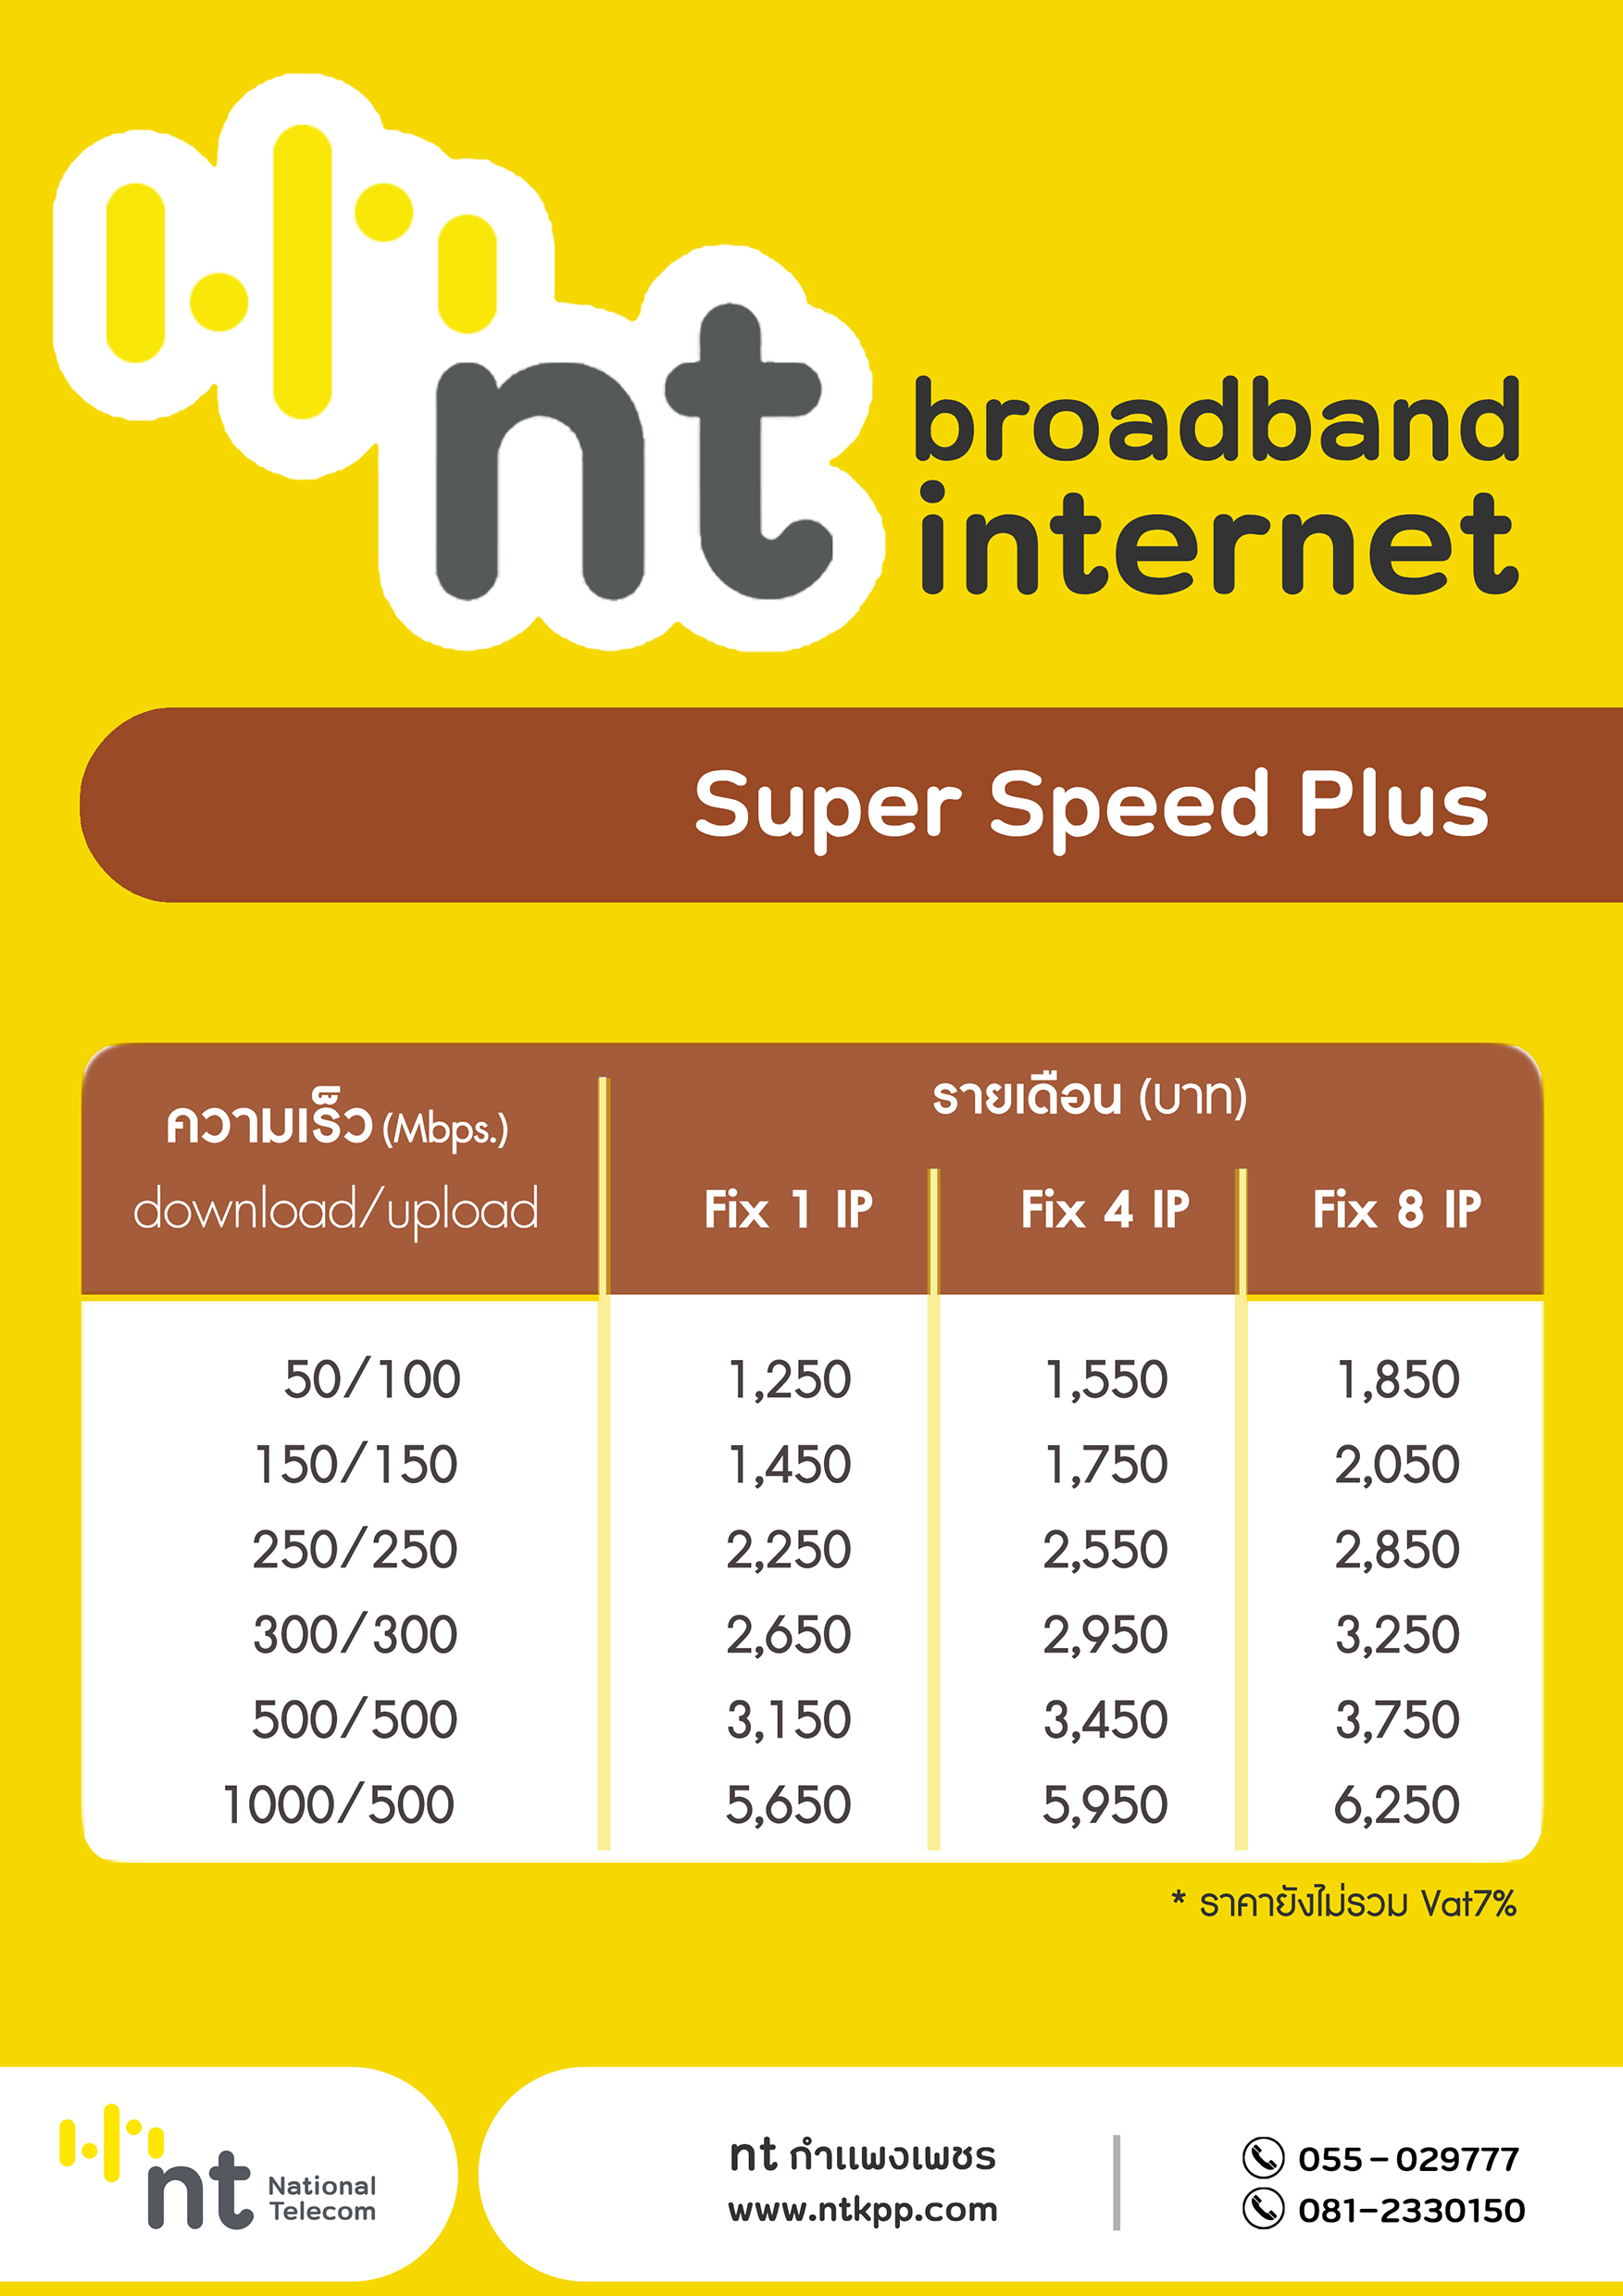 nt
broadband
internet
Super Speed Plus
ความเร็ว (Mbps.)
download/upload
รายเดือน (บาท)
Fix 1 IP
Fix 4 IP
Fix 8 IP
50/100 1,250 1,550 1,850
150/150 1,450 1,750 2,050
250/250 2,250 2,550 2,850
300/300 2,650 2,950 3,250
500/500 3,150 3,450 3,750
1000/500 5,650 5,950 6,250
* ราคายังไม่รวม Vat7%
nt National
Telecom
nt กำแพงเพชร
www.ntkpp.com
055-029777
081-2330150